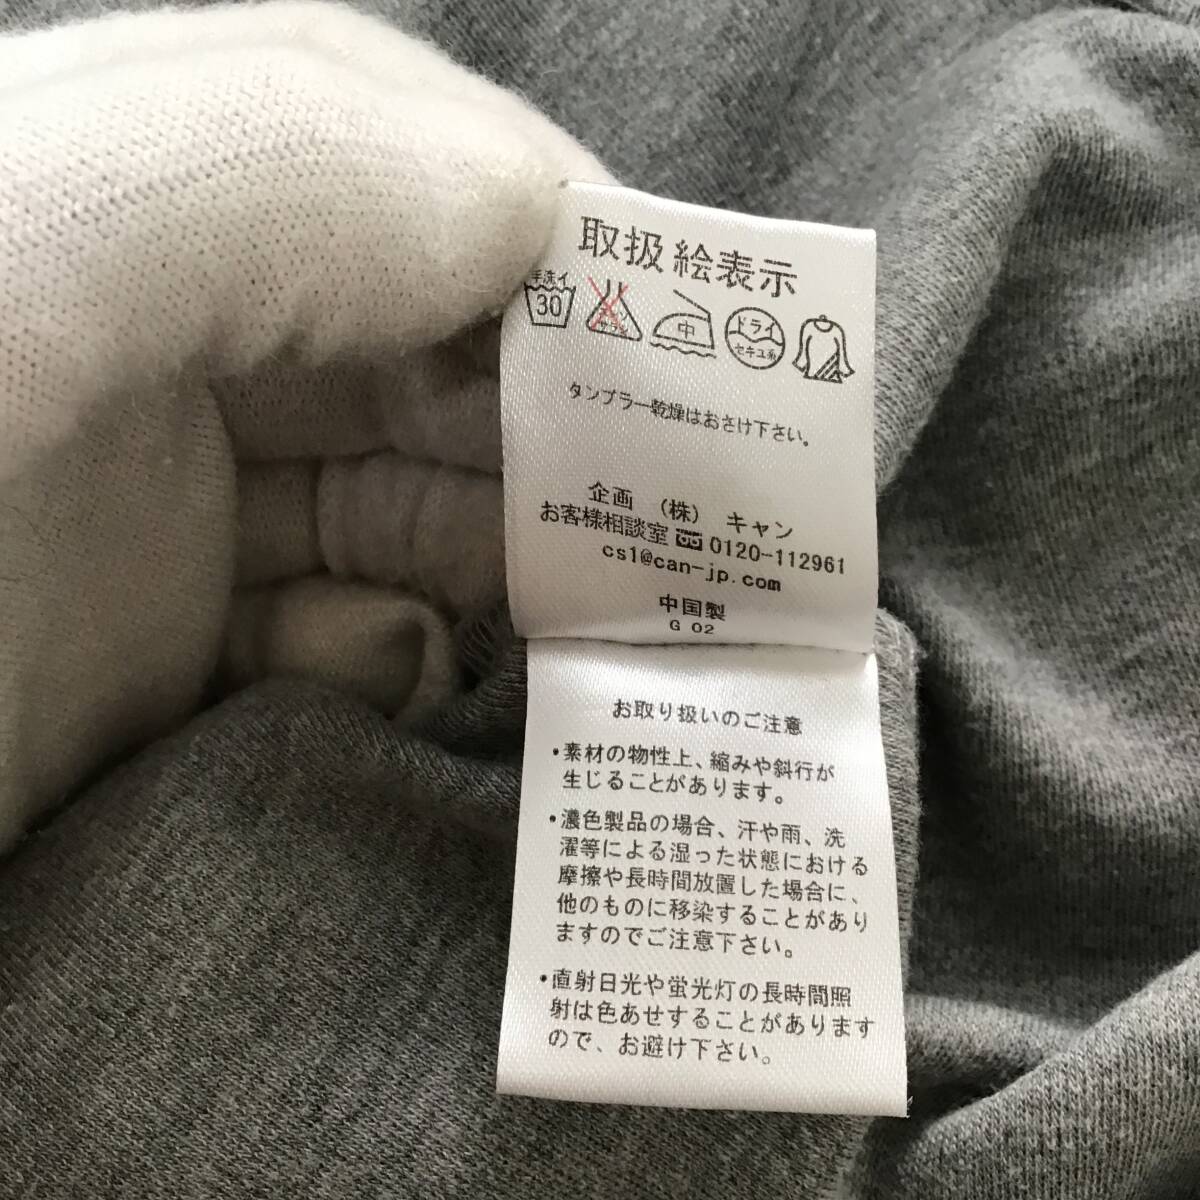 取扱絵表示
手洗イ
30
エンソ
サラシ
中
ドライ
セキユ系
タンブラー乾燥はおさけ下さい。
企画 (株) キャン
お客様相談室 0120-112961
cs1@can-jp.com
中国製
G 02
お取り扱いのご注意
・素材の物性上、縮みや斜行が
生じることがあります。
・濃色製品の場合、汗や雨、洗
濯等による湿った状態における
摩擦や長時間放置した場合に、
他のものに移染することがあり
ますのでご注意下さい。
・直射日光や蛍光灯の長時間照
射は色あせすることがあります
ので、お避け下さい。